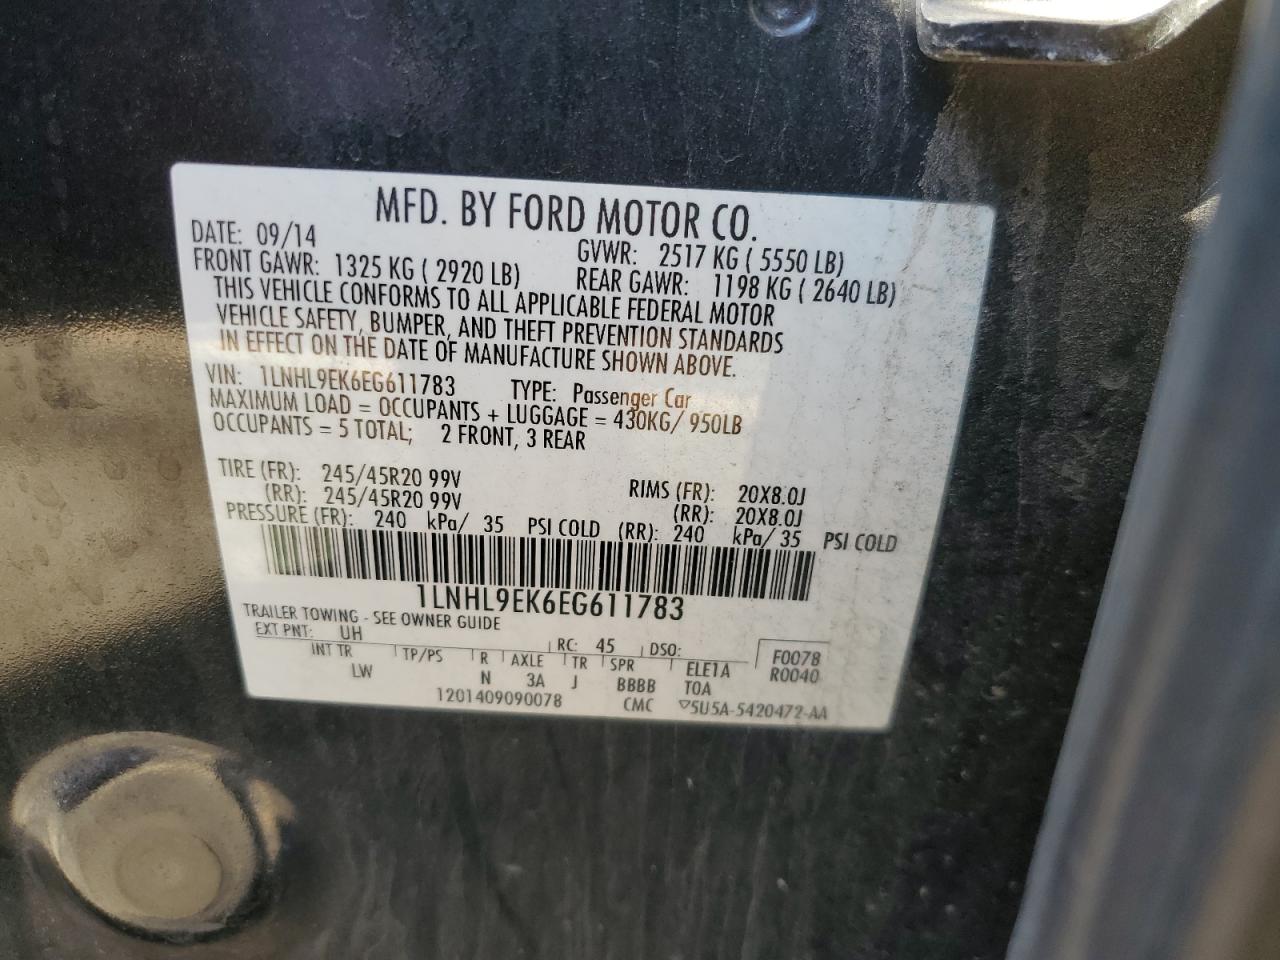 MFD. BY FORD MOTOR CO.
DATE: 09/14 GVWR: 2517 KG ( 5550 LB)
FRONT GAWR: 1325 KG ( 2920 LB) REAR GAWR: 1198 KG ( 2640 LB)
THIS VEHICLE CONFORMS TO ALL APPLICABLE FEDERAL MOTOR
VEHICLE SAFETY, BUMPER, AND THEFT PREVENTION STANDARDS
IN EFFECT ON THE DATE OF MANUFACTURE SHOWN ABOVE.
VIN: 1LNHL9EK6EG611783 TYPE: Passenger Car
MAXIMUM LOAD = OCCUPANTS + LUGGAGE = 430KG/ 950LB
OCCUPANTS = 5 TOTAL; 2 FRONT, 3 REAR
TIRE (FR): 245/45R20 99V RIMS (FR): 20X8.0J
(RR): 245/45R20 99V (RR): 20X8.0J
PRESSURE (FR): 240 kPa/ 35 PSI COLD (RR): 240 kPa/ 35 PSI COLD
1LNHL9EK6EG611783
TRAILER TOWING - SEE OWNER GUIDE
EXT PNT: UH RC: 45 DSO: F0078
INT TR TP/PS R AXLE TR SPR ELE1A R0040
LW N 3A J BBBB TOA
1201409090078 CMC ▽5U5A-5420472-AA